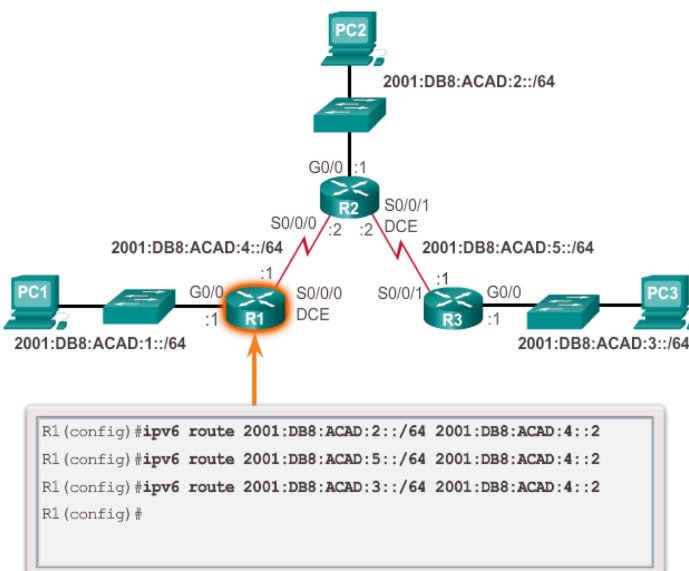 PC2
2001:DB8:ACAD:2::/64
G0/0 :1
R2
S0/0/1
S0/0/0
:2 :2 DCE
2001:DB8:ACAD:4::/64
2001:DB8:ACAD:5::/64
:1
:1
PC1
G0/0
S0/0/0
S0/0/1
G0/0
PC3
:1
R1
DCE
R3
:1
2001:DB8:ACAD:1::/64
2001:DB8:ACAD:3::/64
R1(config)#ipv6 route 2001:DB8:ACAD:2::/64 2001:DB8:ACAD:4::2
R1(config)#ipv6 route 2001:DB8:ACAD:5::/64 2001:DB8:ACAD:4::2
R1(config)#ipv6 route 2001:DB8:ACAD:3::/64 2001:DB8:ACAD:4::2
R1(config)#